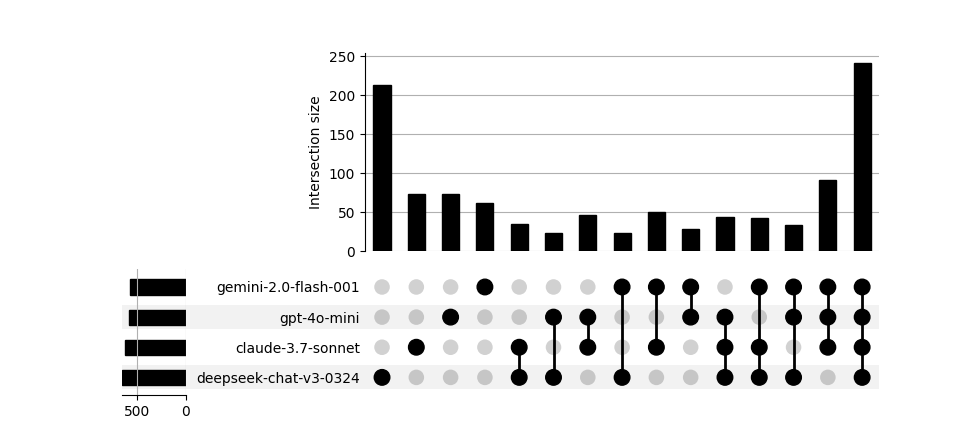 250
200
150
100
50
0
Intersection size
gemini-2.0-flash-001
gpt-4o-mini
claude-3.7-sonnet
deepseek-chat-v3-0324
500 0